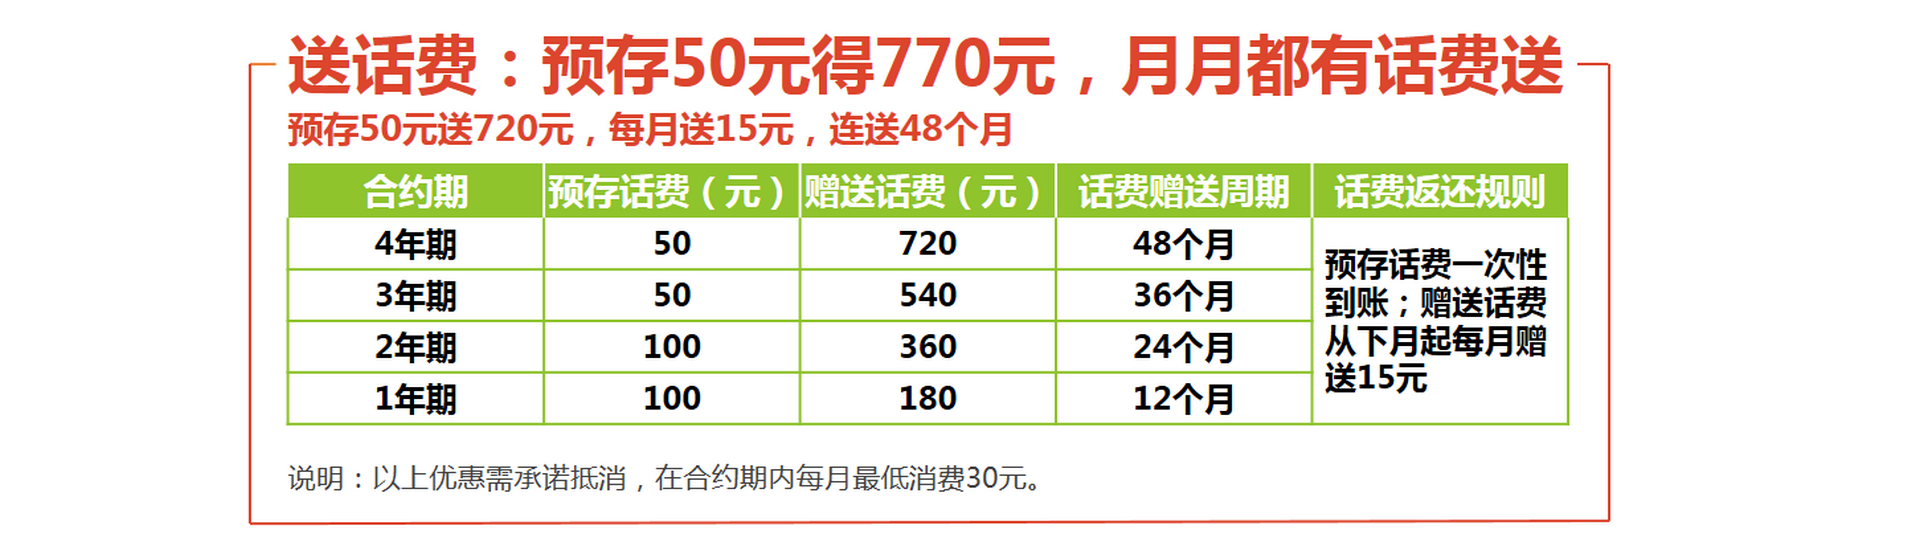 送话费：预存50元得770元，月月都有话费送
预存50元送720元，每月送15元，连送48个月
合约期 预存话费（元） 赠送话费（元） 话费赠送周期 话费返还规则
4年期 50 720 48个月
3年期 50 540 36个月
2年期 100 360 24个月
1年期 100 180 12个月
预存话费一次性
到账；赠送话费
从下月起每月赠
送15元
说明：以上优惠需承诺抵消，在合约期内每月最低消费30元。